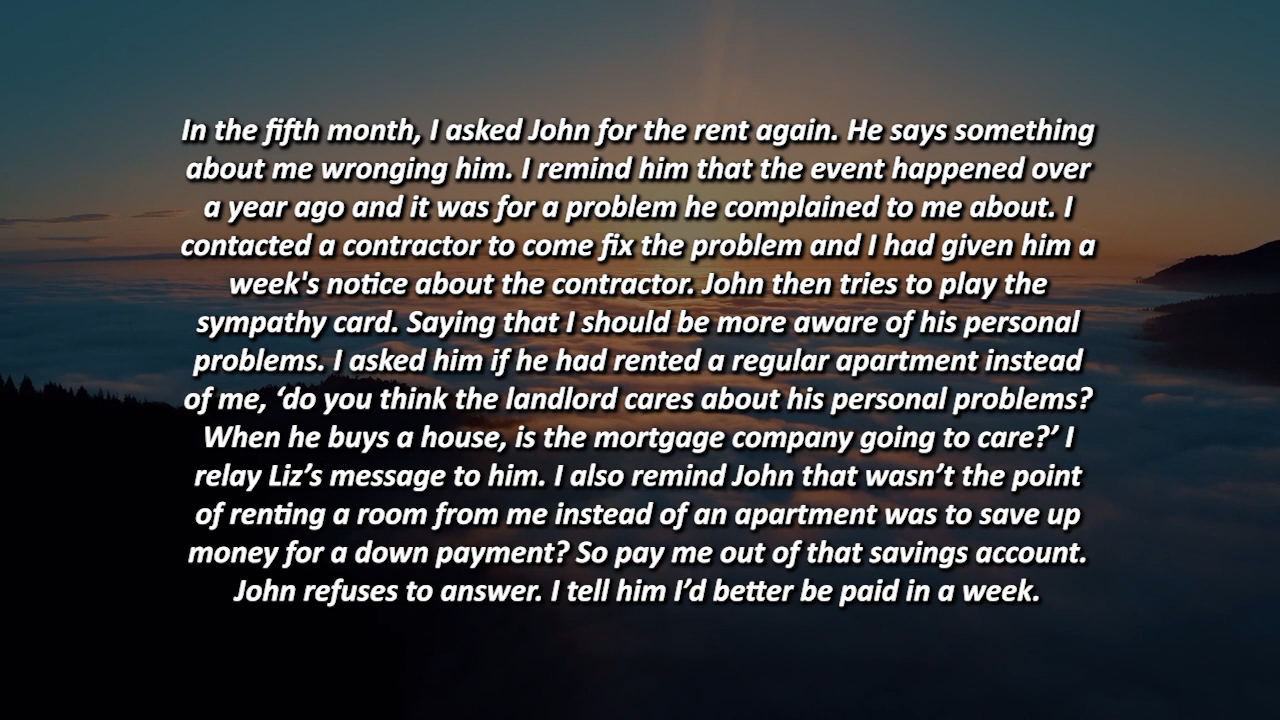 In the fifth month, I asked John for the rent again. He says something
about me wronging him. I remind him that the event happened over
a year ago and it was for a problem he complained to me about. I
contacted a contractor to come fix the problem and I had given him a
week's notice about the contractor. John then tries to play the
sympathy card. Saying that I should be more aware of his personal
problems. I asked him if he had rented a regular apartment instead
of me, ‘do you think the landlord cares about his personal problems?
When he buys a house, is the mortgage company going to care?’ I
relay Liz’s message to him. I also remind John that wasn’t the point
of renting a room from me instead of an apartment was to save up
money for a down payment? So pay me out of that savings account.
John refuses to answer. I tell him I’d better be paid in a week.